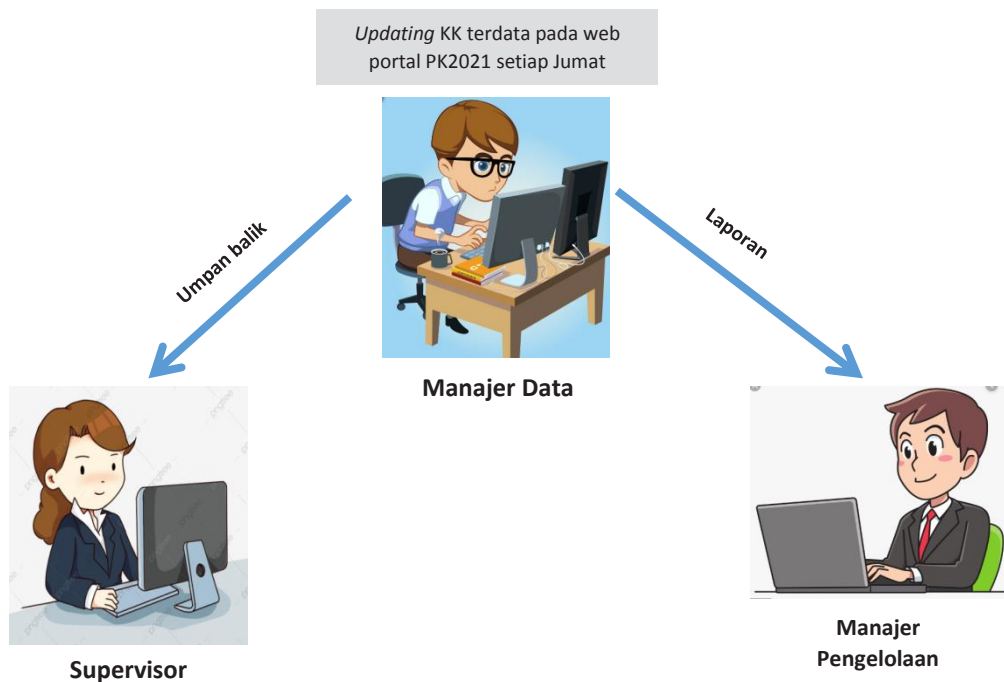 Updating KK terdata pada web
portal PK2021 setiap Jumat
Umpan balik
Laporan
Manajer Data
Supervisor
Manajer
Pengelolaan